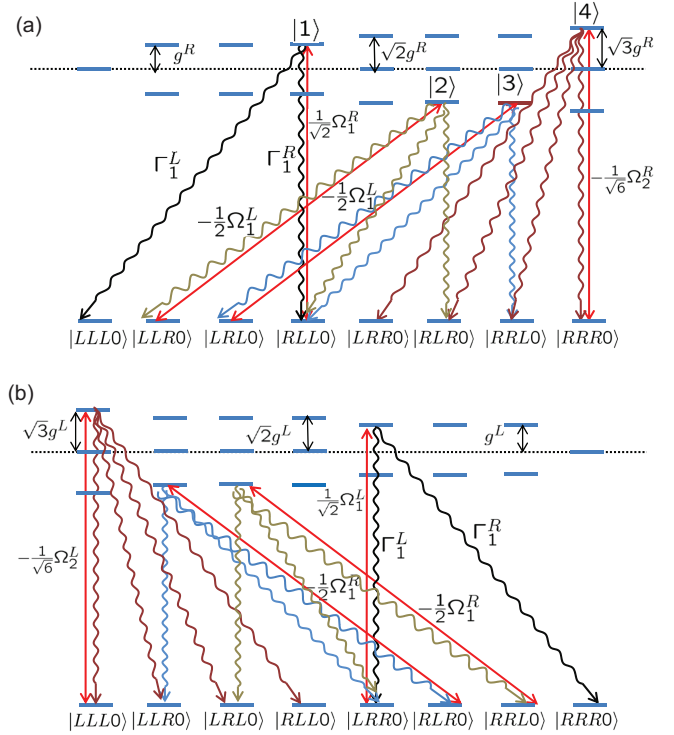 (a)
|1⟩ |4⟩
g^R √2g^R √3g^R
|2⟩ |3⟩
Γ_1^L Γ_1^R 1/√2 Ω_1^R
−1/2 Ω_1^L −1/2 Ω_1^L −1/√6 Ω_2^R
|LLL0⟩ |LLR0⟩ |LRL0⟩ |RLL0⟩ |LRR0⟩ |RLR0⟩ |RRL0⟩ |RRR0⟩
(b)
√3g^L √2g^L g^L
1/√2 Ω_1^L
−1/√6 Ω_2^L Γ_1^L Γ_1^R
−1/2 Ω_1^R −1/2 Ω_1^R
|LLL0⟩ |LLR0⟩ |LRL0⟩ |RLL0⟩ |LRR0⟩ |RLR0⟩ |RRL0⟩ |RRR0⟩